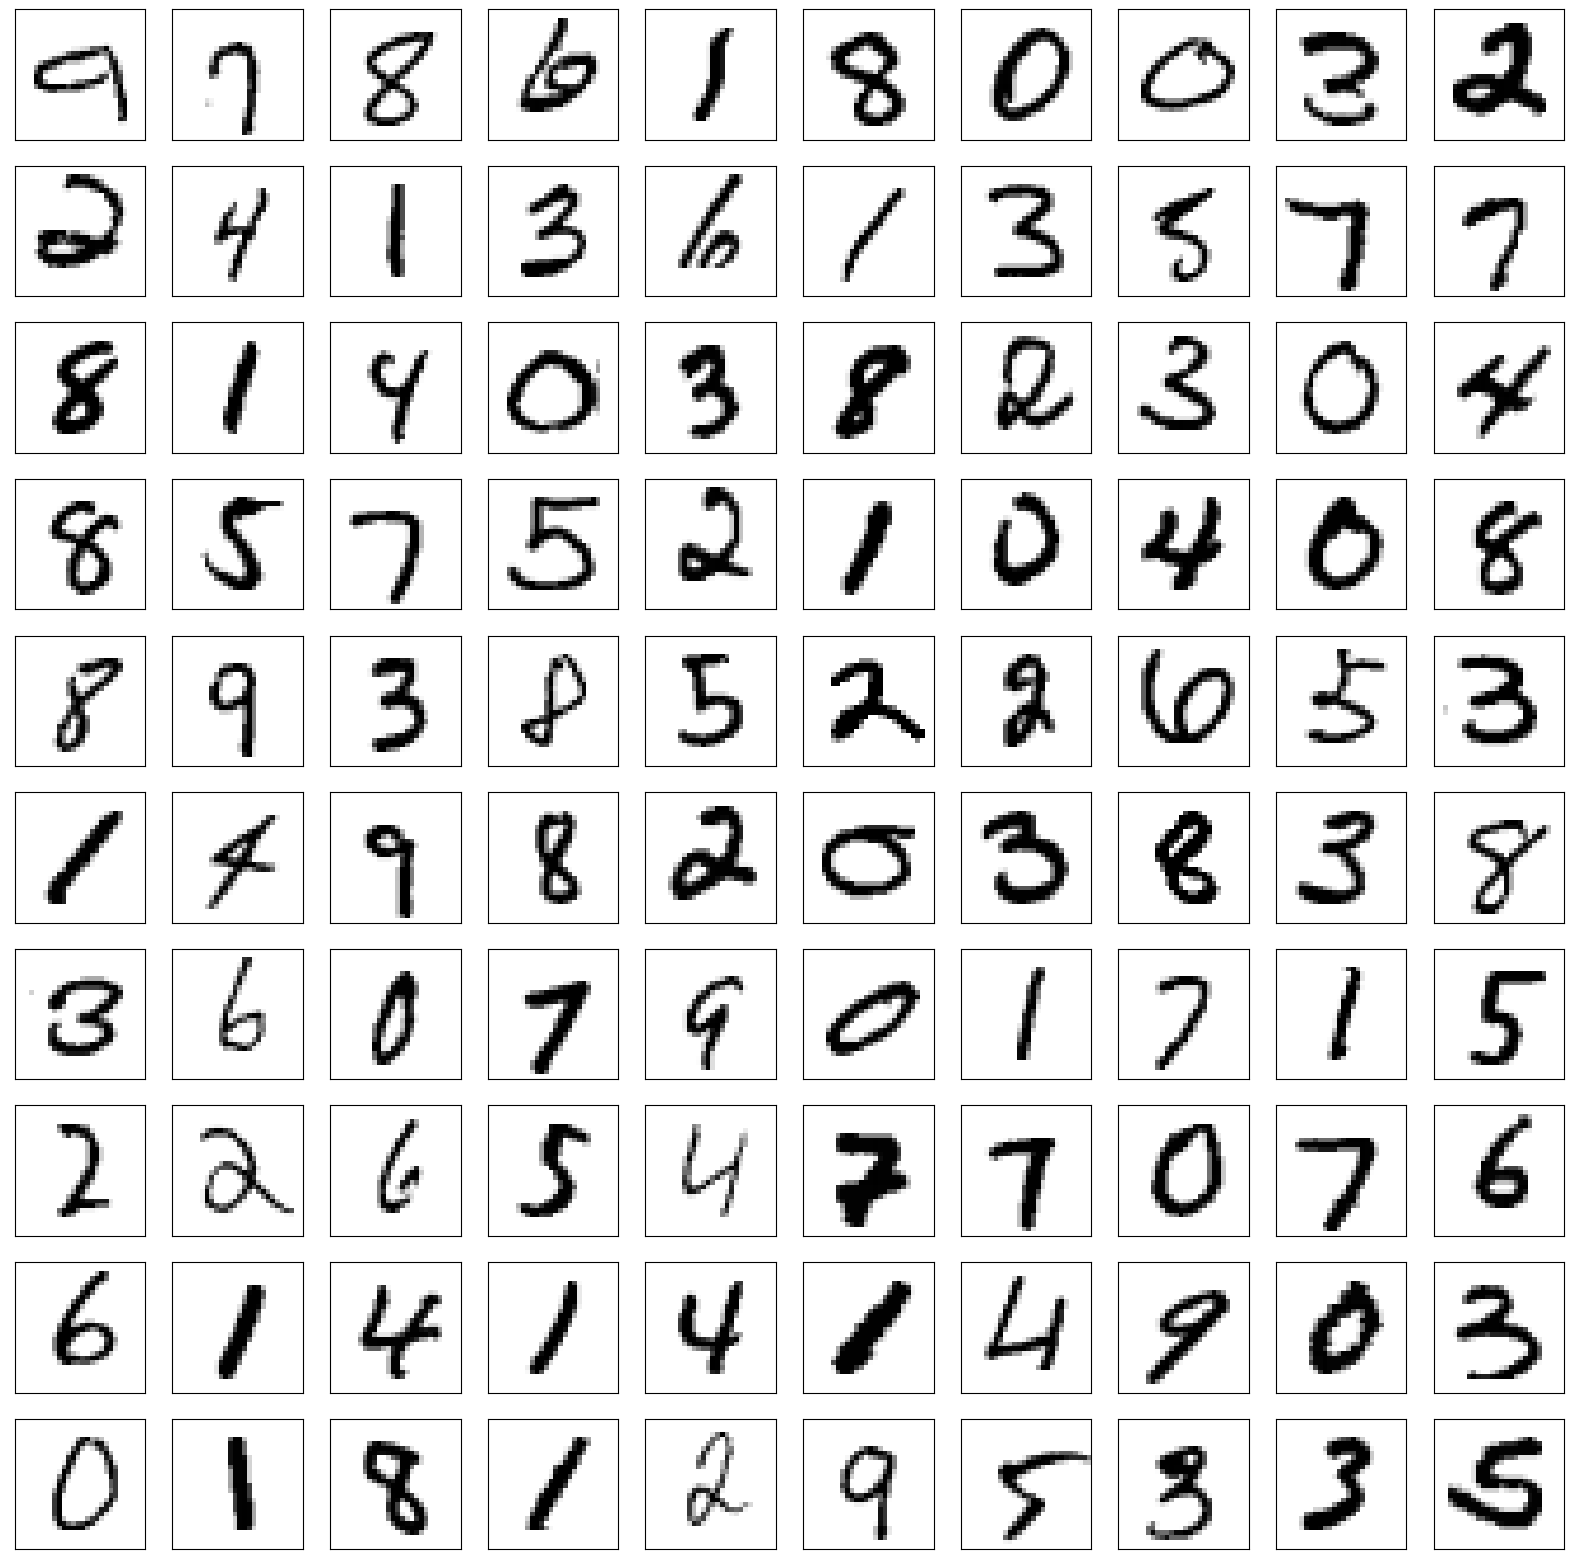 9 7 8 6 1 8 0 0 3 2
2 4 1 3 6 1 3 5 7 7
8 1 4 0 3 8 2 3 0 4
8 5 7 5 2 1 0 4 0 8
8 9 3 8 5 2 2 6 5 3
1 4 9 8 2 0 3 8 3 8
3 6 0 7 9 0 1 7 1 5
2 2 6 5 4 7 7 0 7 6
6 1 4 1 4 1 4 9 0 3
0 1 8 1 2 9 5 3 3 5